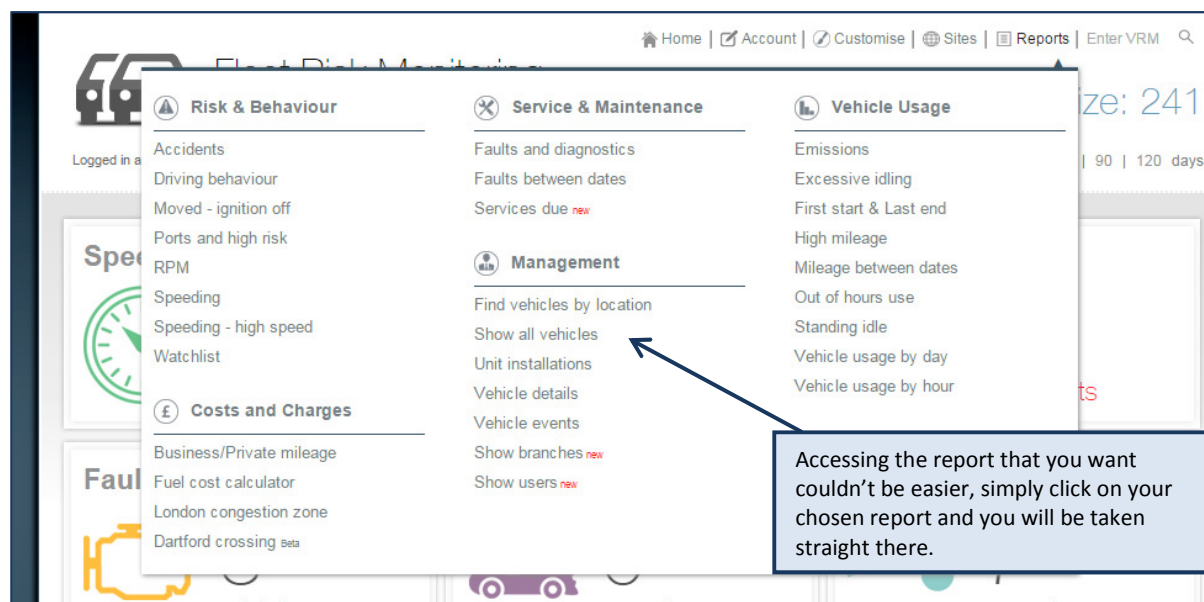 Home | Account | Customise | Sites | Reports | Enter VRM
Fleet Risk Monitoring
ize: 241
Logged in a
| 90 | 120 days
Risk & Behaviour
Accidents
Driving behaviour
Moved - ignition off
Ports and high risk
RPM
Speeding
Speeding - high speed
Watchlist
£ Costs and Charges
Business/Private mileage
Fuel cost calculator
London congestion zone
Dartford crossing Beta
Service & Maintenance
Faults and diagnostics
Faults between dates
Services due new
Management
Find vehicles by location
Show all vehicles
Unit installations
Vehicle details
Vehicle events
Show branches new
Show users new
Vehicle Usage
Emissions
Excessive idling
First start & Last end
High mileage
Mileage between dates
Out of hours use
Standing idle
Vehicle usage by day
Vehicle usage by hour
Spee
ts
Faul
Accessing the report that you want
couldn’t be easier, simply click on your
chosen report and you will be taken
straight there.